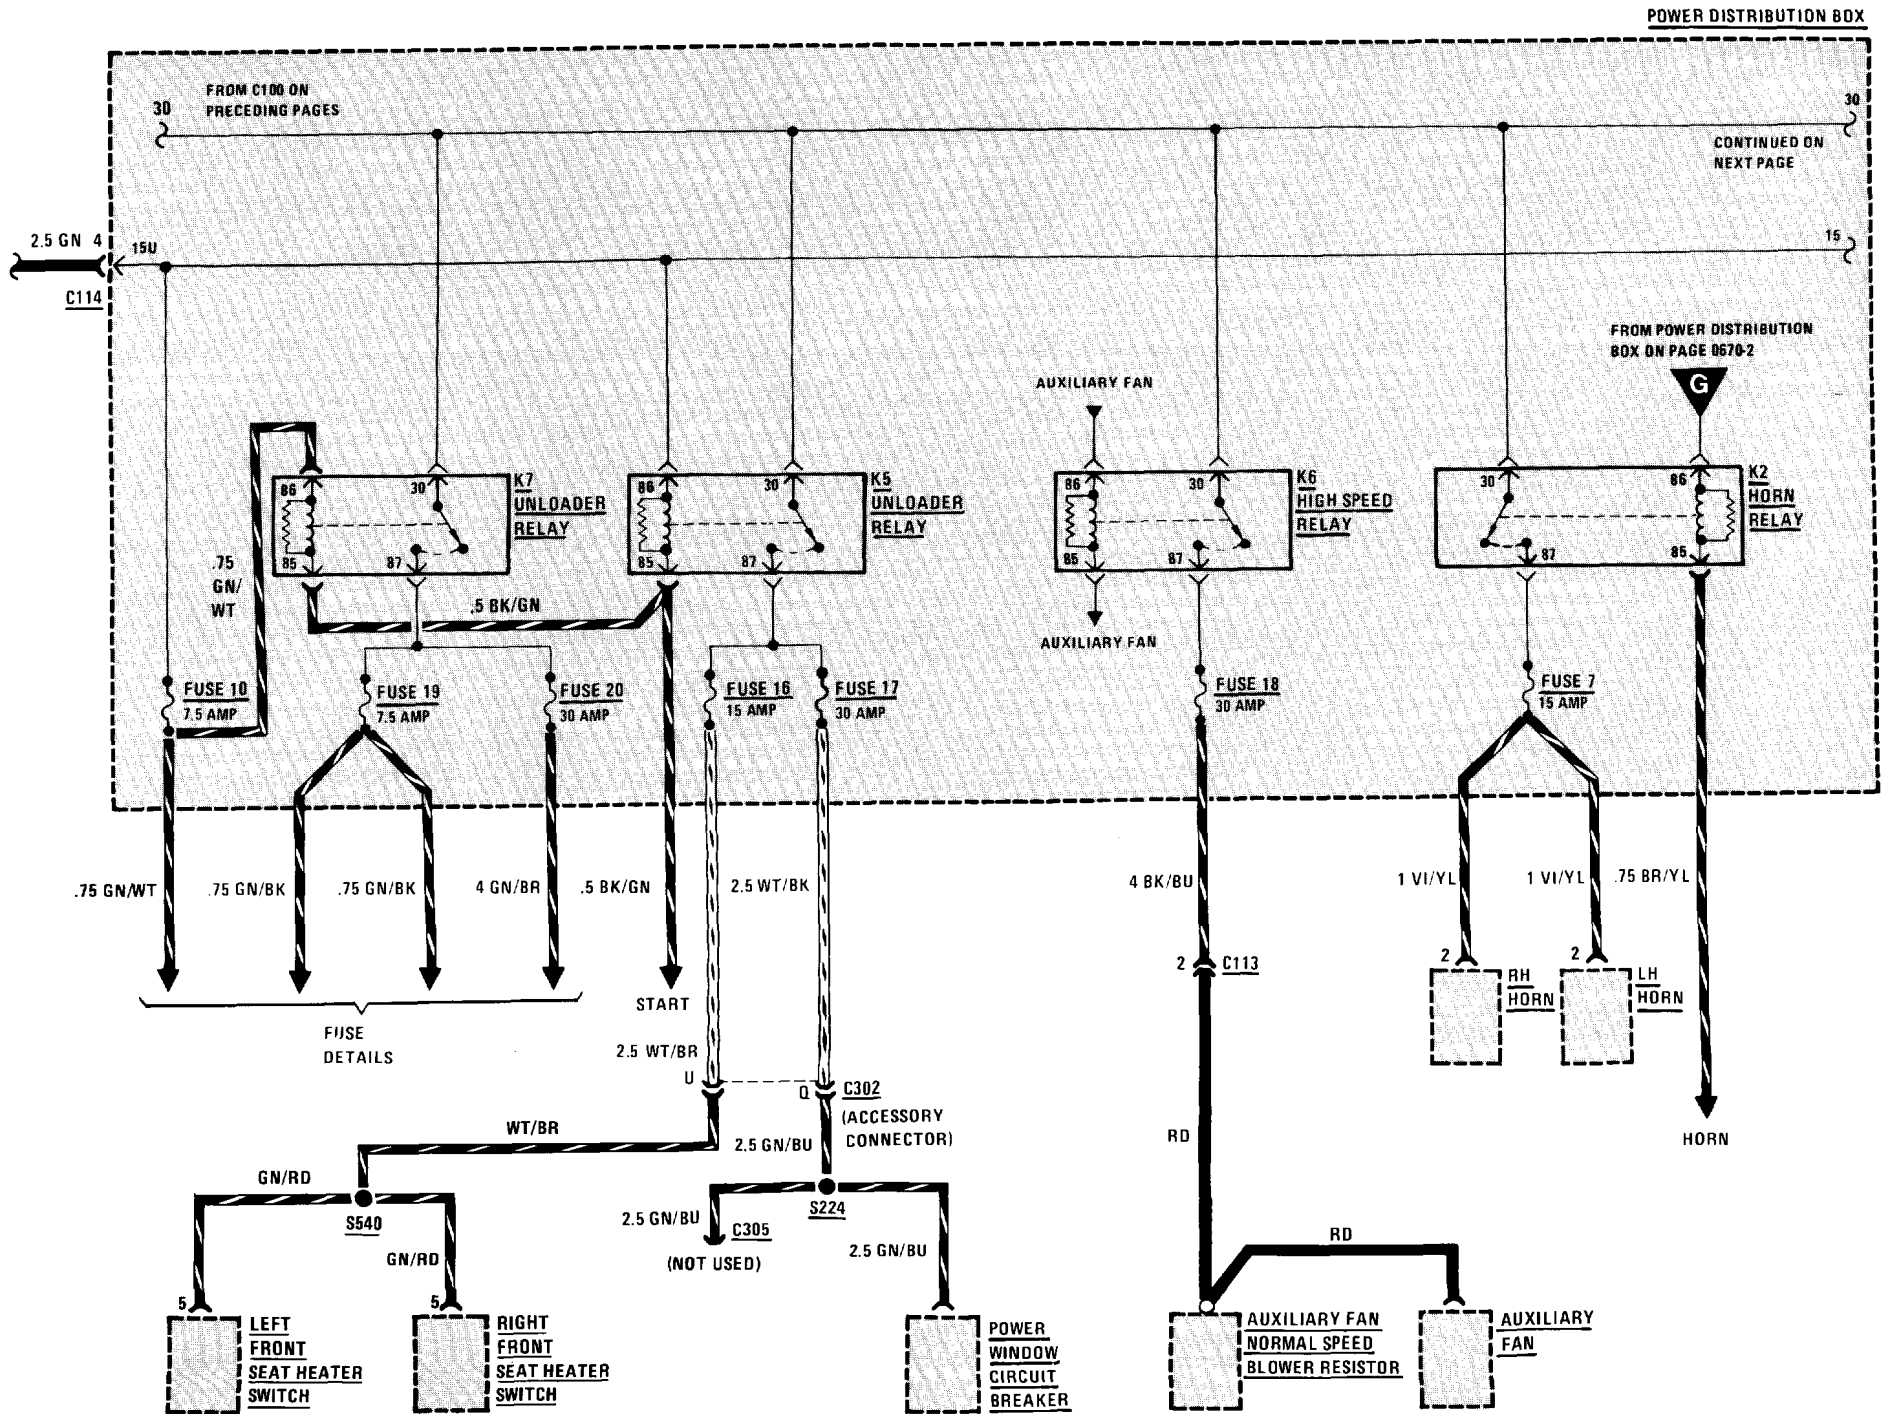 POWER DISTRIBUTION BOX
FROM C100 ON
PRECEDING PAGES
30
30
CONTINUED ON
NEXT PAGE
2.5 GN 4
15U
15
C114
FROM POWER DISTRIBUTION
BOX ON PAGE 0670-2
G
AUXILIARY FAN
K7
UNLOADER
RELAY
86
30
85
87
K5
UNLOADER
RELAY
86
30
85
87
K6
HIGH SPEED
RELAY
86
30
85
87
K2
HORN
RELAY
30
86
87
85
.75
GN/
WT
.5 BK/GN
AUXILIARY FAN
FUSE 10
7.5 AMP
FUSE 19
7.5 AMP
FUSE 20
30 AMP
FUSE 16
15 AMP
FUSE 17
30 AMP
FUSE 18
30 AMP
FUSE 7
15 AMP
.75 GN/WT
.75 GN/BK
.75 GN/BK
4 GN/BR
.5 BK/GN
2.5 WT/BK
4 BK/BU
1 VI/YL
1 VI/YL
.75 BR/YL
2 C113
2
RH
HORN
2
LH
HORN
START
FUSE
DETAILS
2.5 WT/BR
U
Q
C302
(ACCESSORY
CONNECTOR)
HORN
WT/BR
2.5 GN/BU
RD
GN/RD
S540
GN/RD
2.5 GN/BU
C305
(NOT USED)
S224
2.5 GN/BU
RD
5
LEFT
FRONT
SEAT HEATER
SWITCH
5
RIGHT
FRONT
SEAT HEATER
SWITCH
POWER
WINDOW
CIRCUIT
BREAKER
AUXILIARY FAN
NORMAL SPEED
BLOWER RESISTOR
AUXILIARY
FAN